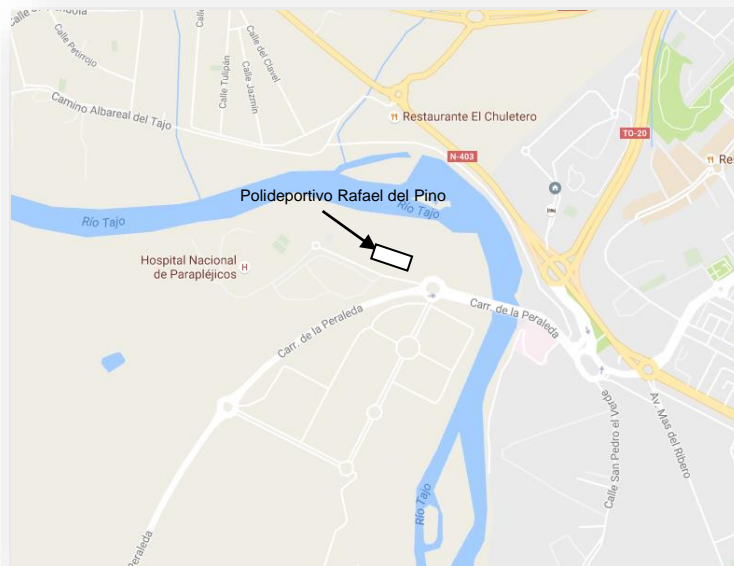 Calle Petirrojo
Calle Tulipán
Calle del Clavel
Calle Jazmín
Camino Albareal del Tajo
Restaurante El Chuletero
TO-20
N-403
Re
Polideportivo Rafael del Pino
Río Tajo
Río Tajo
Hospital Nacional
de Parapléjicos
H
Carr. de la Peraleda
Carr. de la Peraleda
Calle San Pedro el Verde
Av. Mas del Ribero
Río Tajo
Peraleda